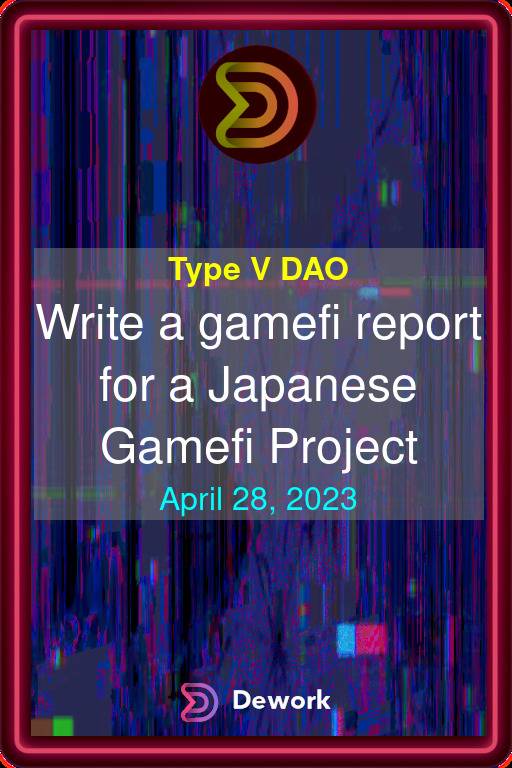 Type V DAO
Write a gamefi report
for a Japanese
Gamefi Project
April 28, 2023
Dework